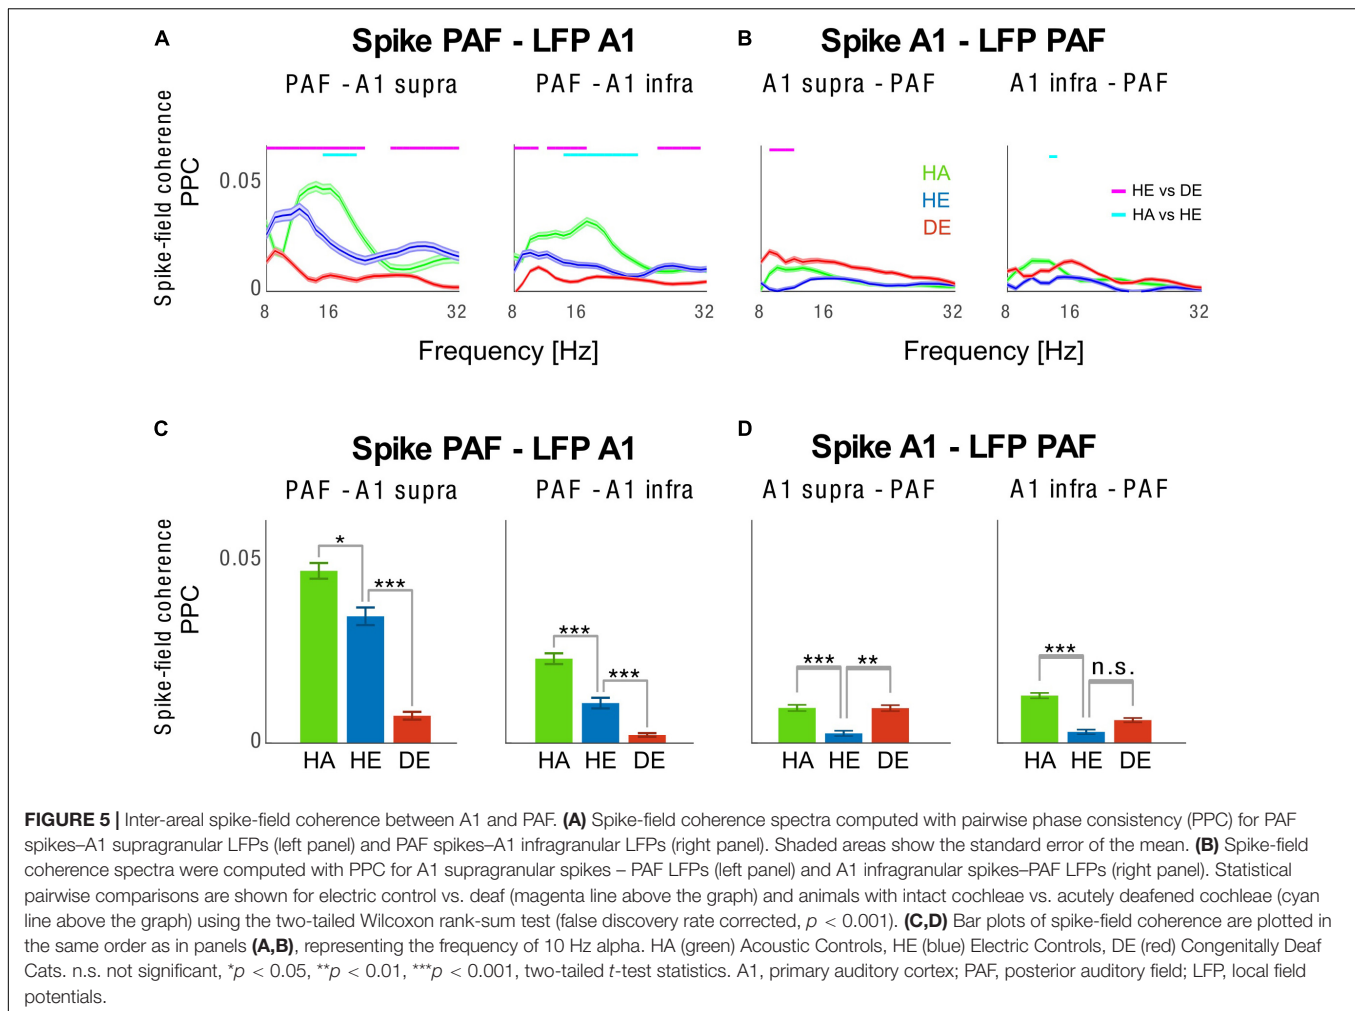 A
Spike PAF - LFP A1
B
Spike A1 - LFP PAF
PAF - A1 supra
PAF - A1 infra
A1 supra - PAF
A1 infra - PAF
Spike-field coherence
PPC
0.05
0
HA
HE
DE
HE vs DE
HA vs HE
8 16 32
8 16 32
8 16 32
8 16 32
Frequency [Hz]
Frequency [Hz]
C
Spike PAF - LFP A1
D
Spike A1 - LFP PAF
PAF - A1 supra
PAF - A1 infra
A1 supra - PAF
A1 infra - PAF
Spike-field coherence
PPC
0.05
0
*
***
***
***
***
**
***
n.s.
HA HE DE
HA HE DE
HA HE DE
HA HE DE
FIGURE 5 | Inter-areal spike-field coherence between A1 and PAF. (A) Spike-field coherence spectra computed with pairwise phase consistency (PPC) for PAF
spikes–A1 supragranular LFPs (left panel) and PAF spikes–A1 infragranular LFPs (right panel). Shaded areas show the standard error of the mean. (B) Spike-field
coherence spectra were computed with PPC for A1 supragranular spikes – PAF LFPs (left panel) and A1 infragranular spikes–PAF LFPs (right panel). Statistical
pairwise comparisons are shown for electric control vs. deaf (magenta line above the graph) and animals with intact cochleae vs. acutely deafened cochleae (cyan
line above the graph) using the two-tailed Wilcoxon rank-sum test (false discovery rate corrected, p < 0.001). (C,D) Bar plots of spike-field coherence are plotted in
the same order as in panels (A,B), representing the frequency of 10 Hz alpha. HA (green) Acoustic Controls, HE (blue) Electric Controls, DE (red) Congenitally Deaf
Cats. n.s. not significant, *p < 0.05, **p < 0.01, ***p < 0.001, two-tailed t-test statistics. A1, primary auditory cortex; PAF, posterior auditory field; LFP, local field
potentials.